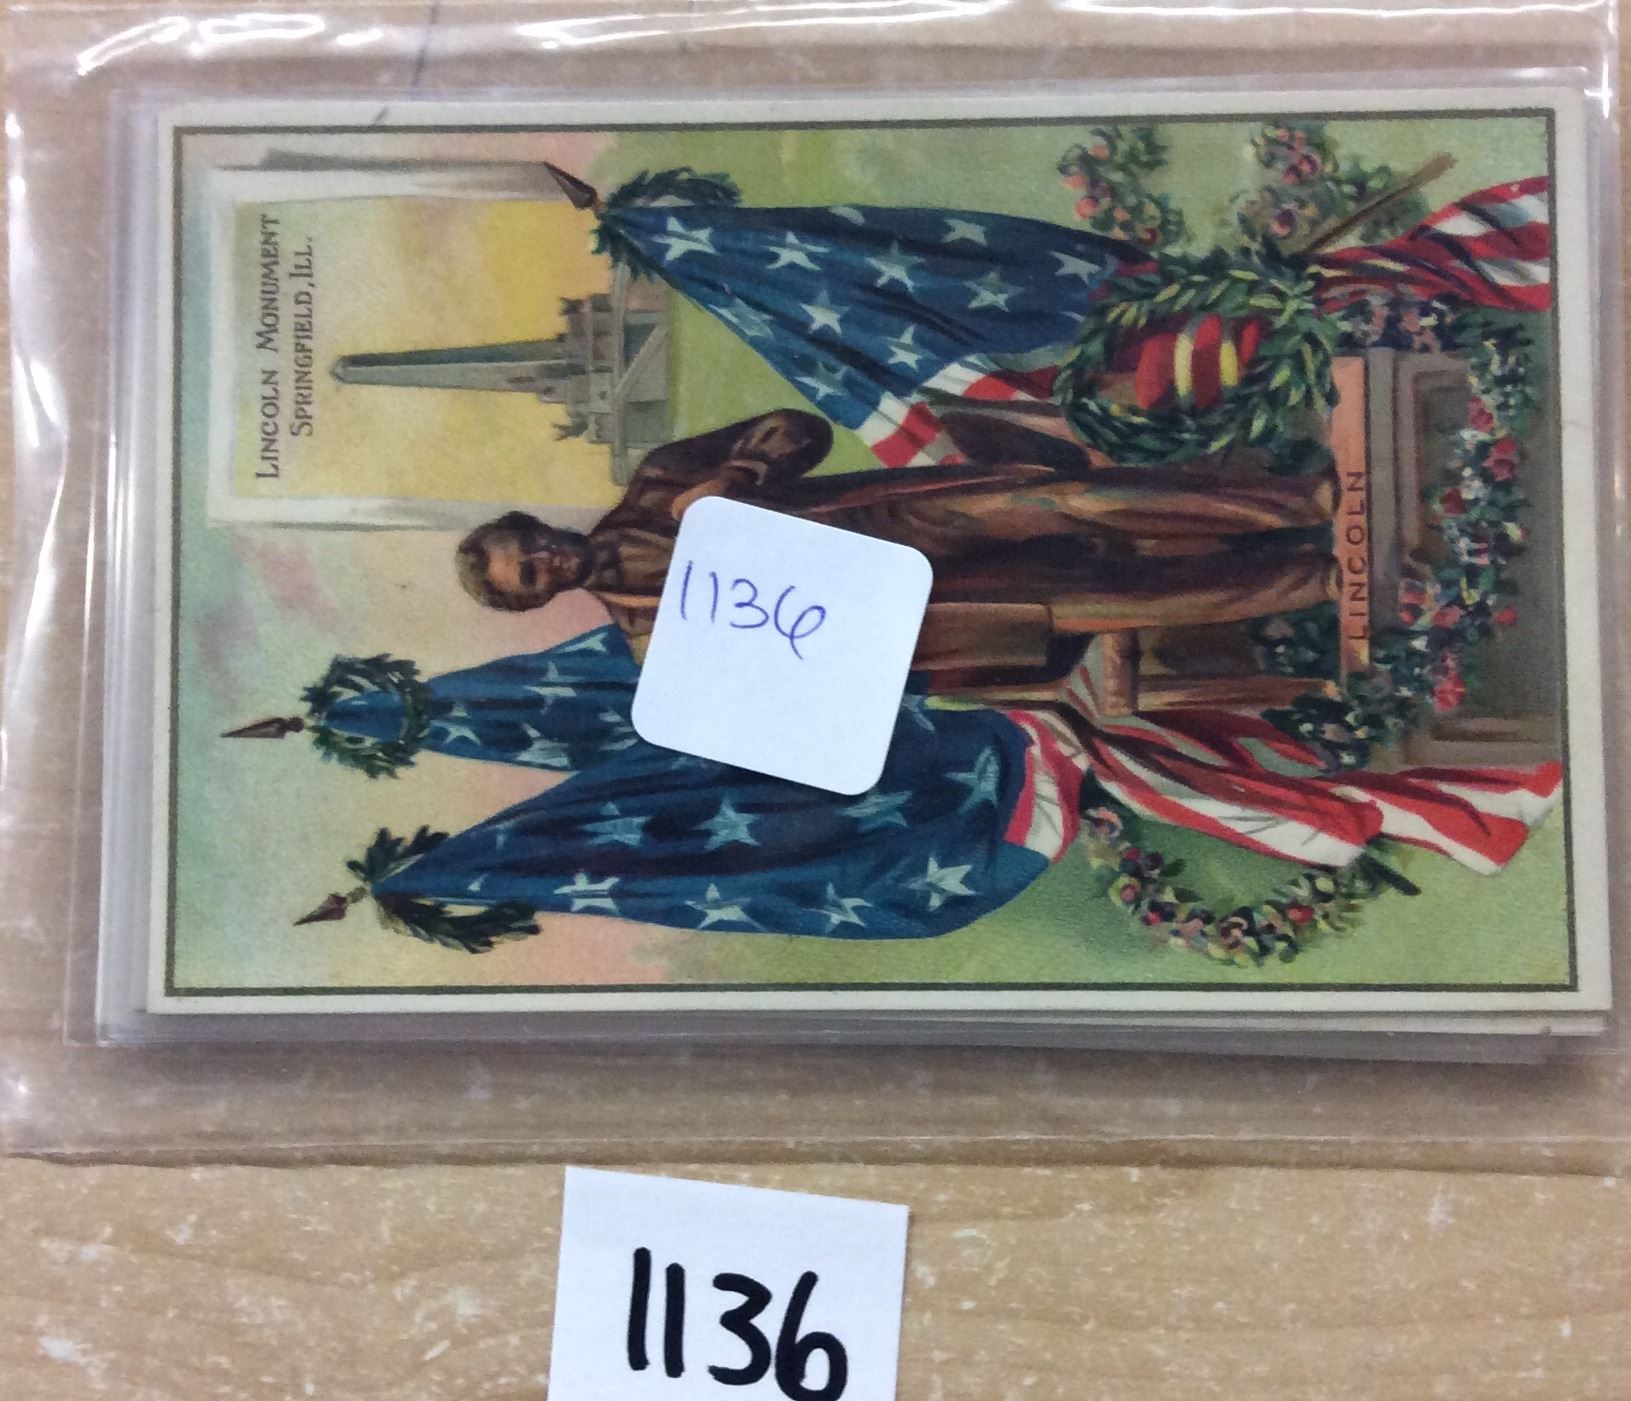 LINCOLN MONUMENT
SPRINGFIELD, ILL.
1136
LINCOLN
1136